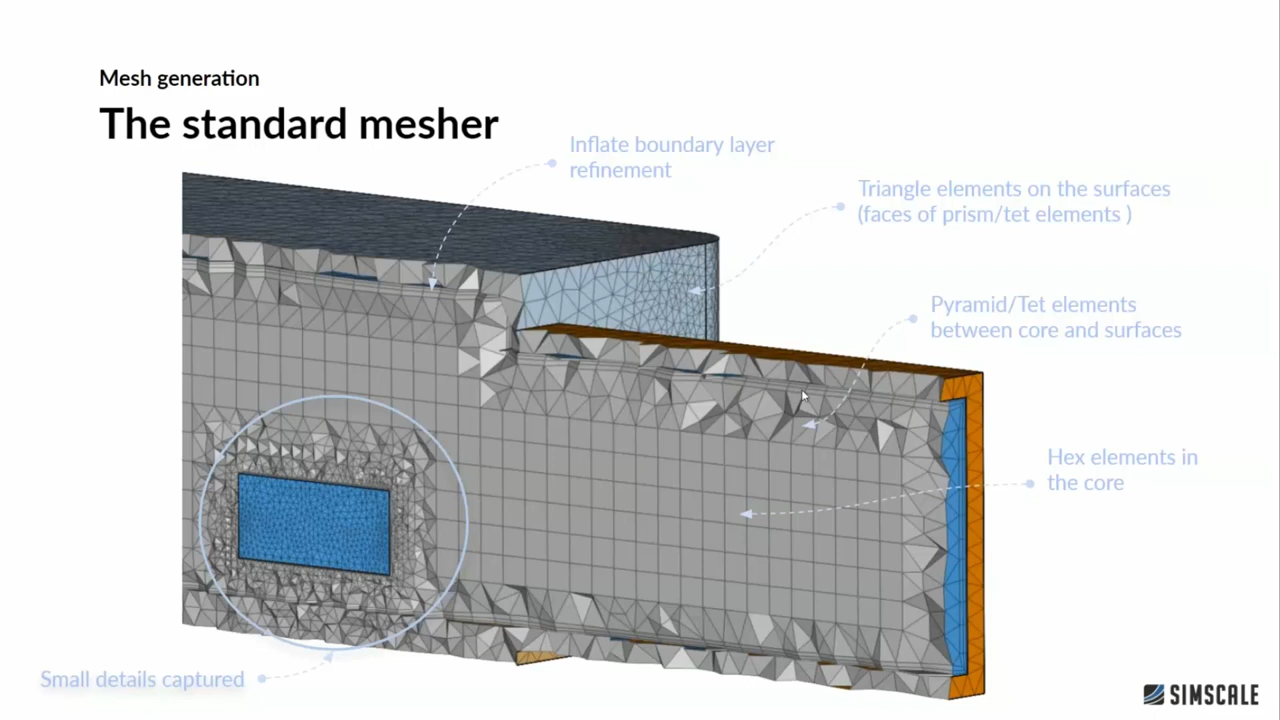 Mesh generation
The standard mesher
Inflate boundary layer
refinement
Triangle elements on the surfaces
(faces of prism/tet elements )
Pyramid/Tet elements
between core and surfaces
Hex elements in
the core
Small details captured
SIMSCALE